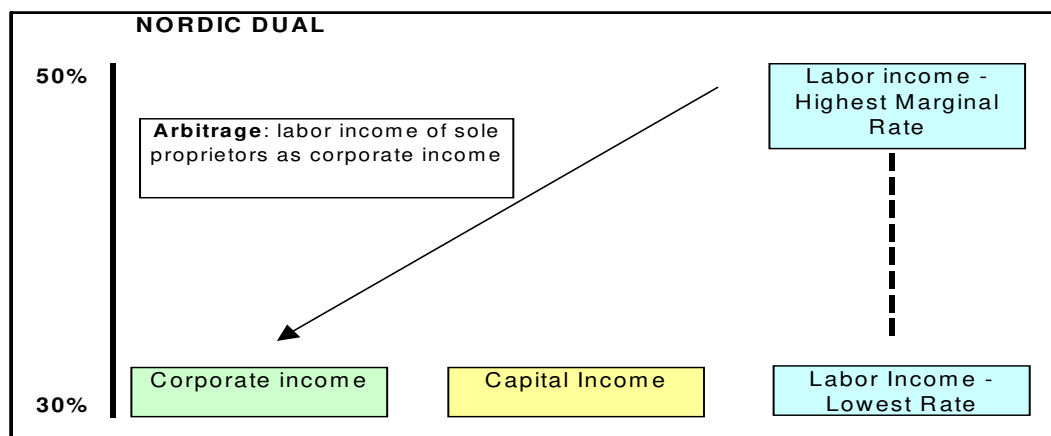 NORDIC DUAL
50%
Labor income -
Highest Marginal
Rate
Arbitrage: labor income of sole
proprietors as corporate income
Corporate income
Capital Income
Labor Income -
Lowest Rate
30%